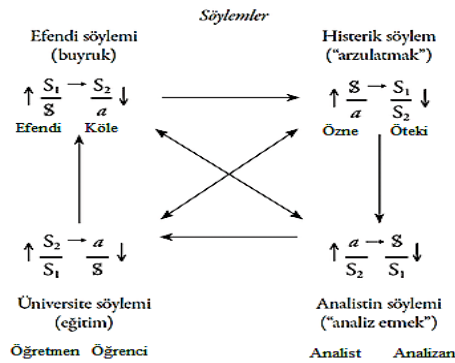 Söylemler
Efendi söylemi
(buyruk)
↑ S₁/$ → S₂/a ↓
Efendi Köle
Histerik söylem
(“arzulatmak”)
↑ $/a → S₁/S₂ ↓
Özne Öteki
↑ S₂/S₁ → a/$ ↓
Üniversite söylemi
(eğitim)
Öğretmen Öğrenci
↑ a/S₂ → $/S₁ ↓
Analistin söylemi
(“analiz etmek”)
Analist Analizan